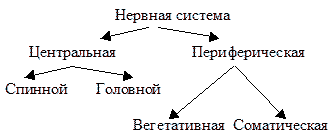 Нервная система
Центральная Периферическая
Спинной Головной
Вегетативная Соматическая